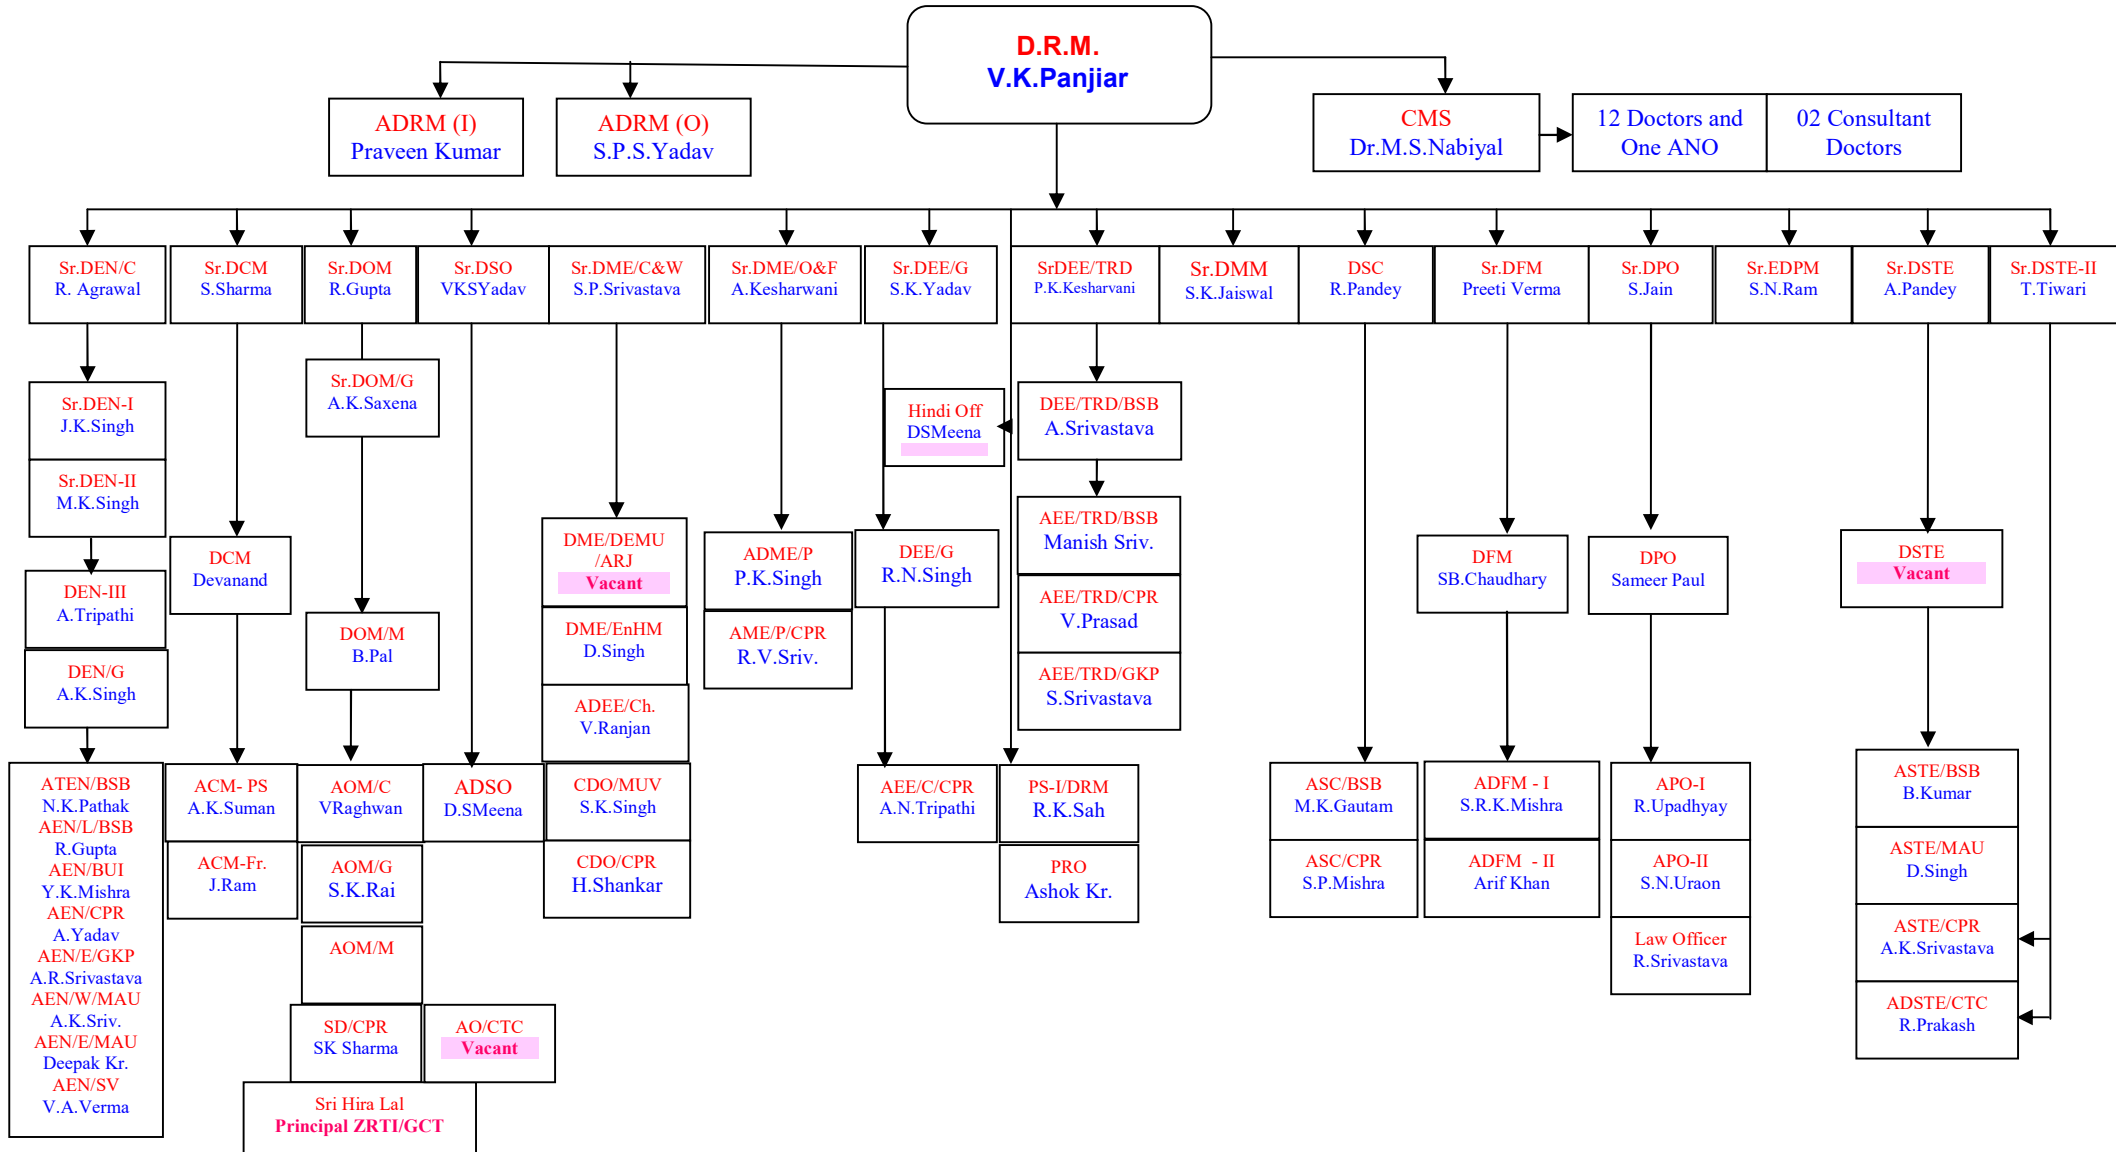 D.R.M.
V.K.Panjiar
ADRM (I)
Praveen Kumar
ADRM (O)
S.P.S.Yadav
CMS
Dr.M.S.Nabiyal
12 Doctors and
One ANO
02 Consultant
Doctors
Sr.DEN/C
R. Agrawal
Sr.DCM
S.Sharma
Sr.DOM
R.Gupta
Sr.DSO
VKSYadav
Sr.DME/C&W
S.P.Srivastava
Sr.DME/O&F
A.Kesharwani
Sr.DEE/G
S.K.Yadav
SrDEE/TRD
P.K.Kesharvani
Sr.DMM
S.K.Jaiswal
DSC
R.Pandey
Sr.DFM
Preeti Verma
Sr.DPO
S.Jain
Sr.EDPM
S.N.Ram
Sr.DSTE
A.Pandey
Sr.DSTE-II
T.Tiwari
Sr.DEN-I
J.K.Singh
Sr.DEN-II
M.K.Singh
DEN-III
A.Tripathi
DEN/G
A.K.Singh
ATEN/BSB
N.K.Pathak
AEN/L/BSB
R.Gupta
AEN/BUI
Y.K.Mishra
AEN/CPR
A.Yadav
AEN/E/GKP
A.R.Srivastava
AEN/W/MAU
A.K.Sriv.
AEN/E/MAU
Deepak Kr.
AEN/SV
V.A.Verma
DCM
Devanand
ACM- PS
A.K.Suman
ACM-Fr.
J.Ram
Sr.DOM/G
A.K.Saxena
DOM/M
B.Pal
AOM/C
VRaghwan
AOM/G
S.K.Rai
AOM/M
SD/CPR
SK Sharma
AO/CTC
Vacant
Sri Hira Lal
Principal ZRTI/GCT
ADSO
D.SMeena
DME/DEMU
/ARJ
Vacant
DME/EnHM
D.Singh
ADEE/Ch.
V.Ranjan
CDO/MUV
S.K.Singh
CDO/CPR
H.Shankar
ADME/P
P.K.Singh
AME/P/CPR
R.V.Sriv.
Hindi Off
DSMeena
DEE/G
R.N.Singh
AEE/C/CPR
A.N.Tripathi
PS-I/DRM
R.K.Sah
PRO
Ashok Kr.
DEE/TRD/BSB
A.Srivastava
AEE/TRD/BSB
Manish Sriv.
AEE/TRD/CPR
V.Prasad
AEE/TRD/GKP
S.Srivastava
ASC/BSB
M.K.Gautam
ASC/CPR
S.P.Mishra
DFM
SB.Chaudhary
ADFM - I
S.R.K.Mishra
ADFM - II
Arif Khan
DPO
Sameer Paul
APO-I
R.Upadhyay
APO-II
S.N.Uraon
Law Officer
R.Srivastava
DSTE
Vacant
ASTE/BSB
B.Kumar
ASTE/MAU
D.Singh
ASTE/CPR
A.K.Srivastava
ADSTE/CTC
R.Prakash